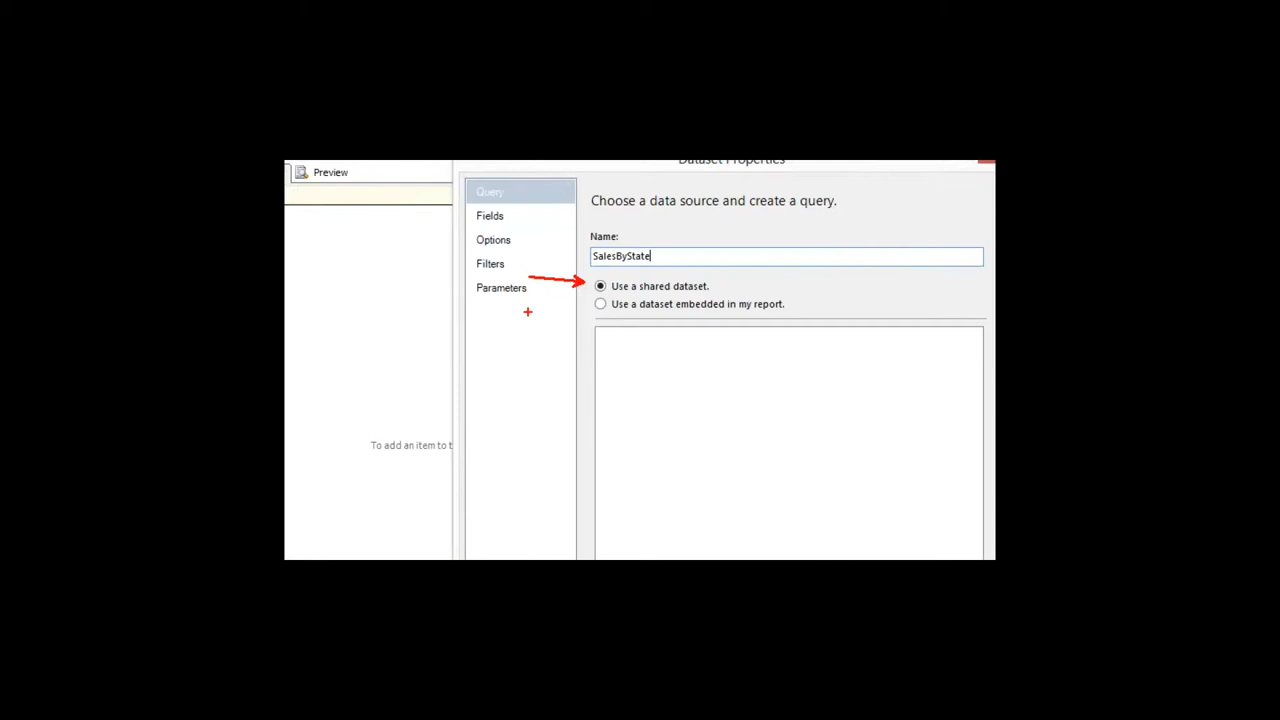 Dataset Properties
Preview
Query
Fields
Options
Filters
Parameters
Choose a data source and create a query.
Name:
SalesByState
Use a shared dataset.
Use a dataset embedded in my report.
To add an item to t